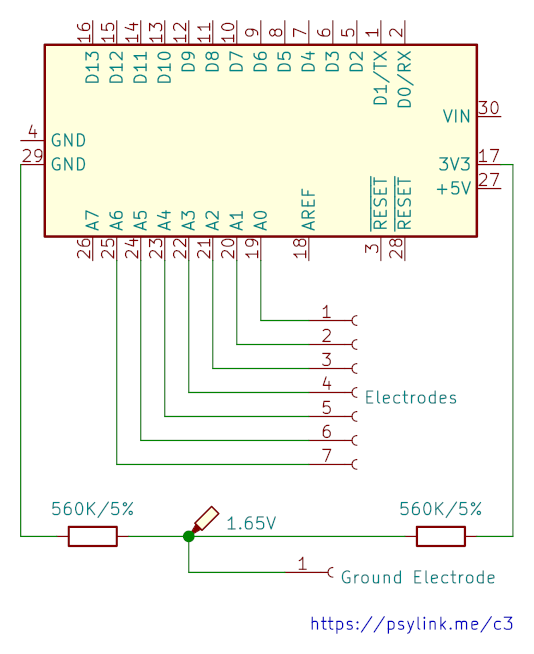 16 15 14 13 12 11 10 9 8 7 6 5 1 2
D13 D12 D11 D10 D9 D8 D7 D6 D5 D4 D3 D2 D1/TX D0/RX
VIN 30
4 GND
29 GND
3V3 17
+5V 27
A7 A6 A5 A4 A3 A2 A1 A0 AREF RESET RESET
26 25 24 23 22 21 20 19 18 3 28
1
2
3
4
Electrodes
5
6
7
560K/5%
560K/5%
1.65V
1
Ground Electrode
https://psylink.me/c3